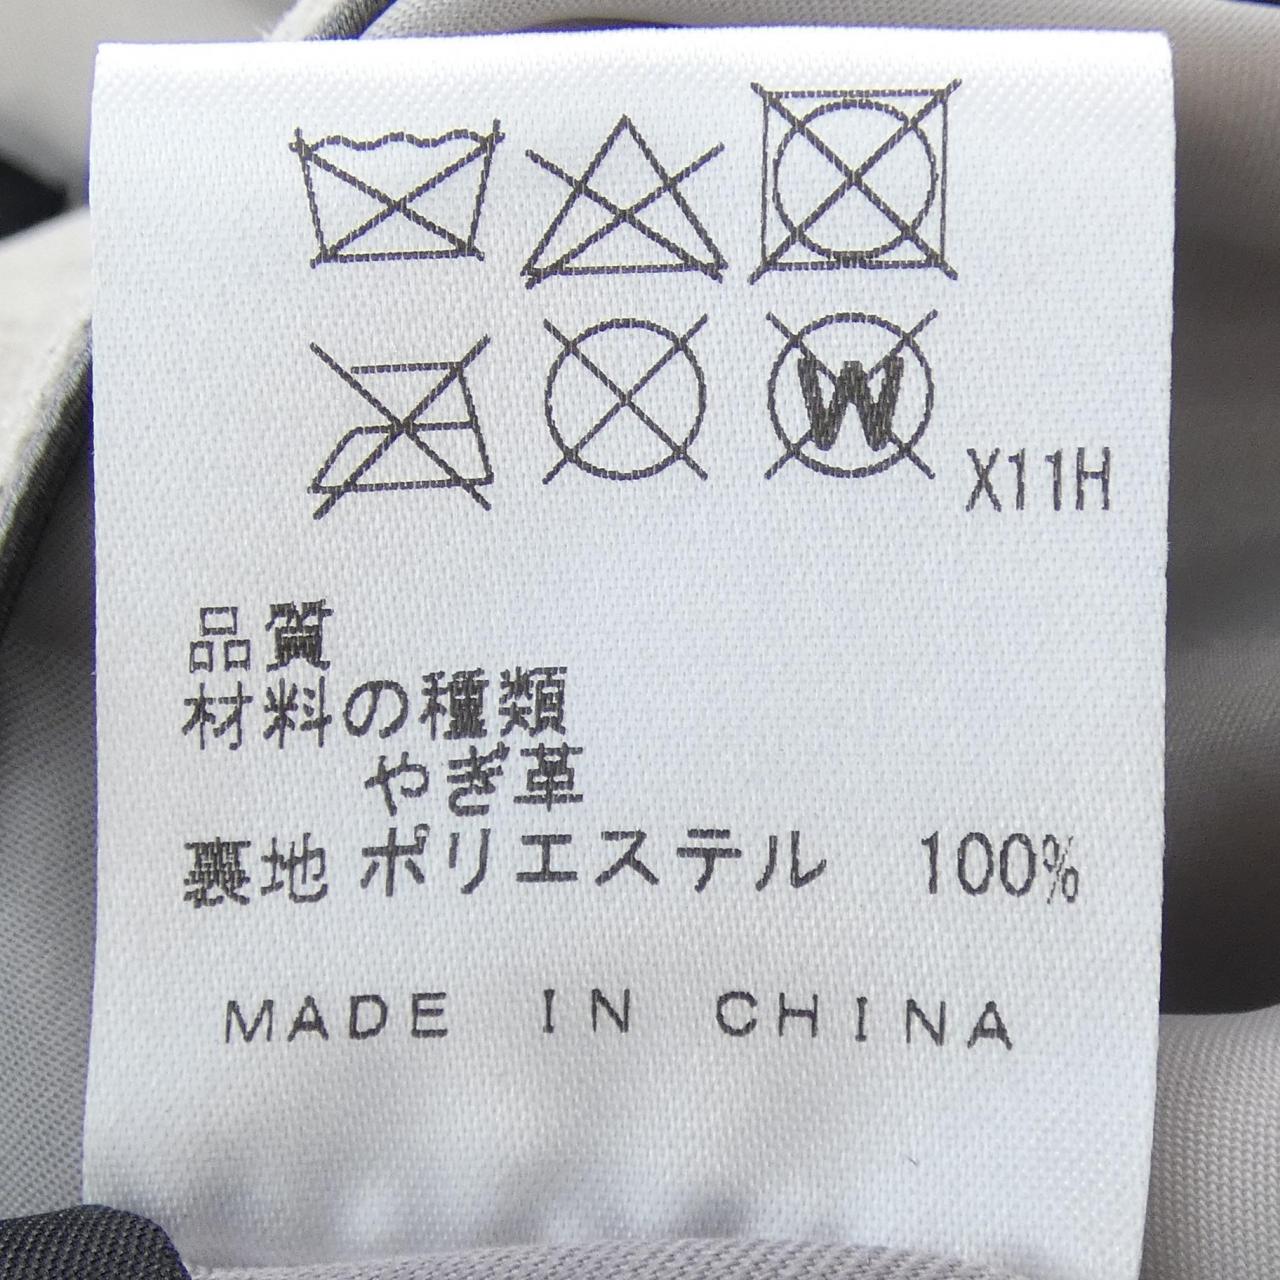 W
X11H
品質
材料の種類
やぎ革
裏地 ポリエステル 100%
MADE IN CHINA